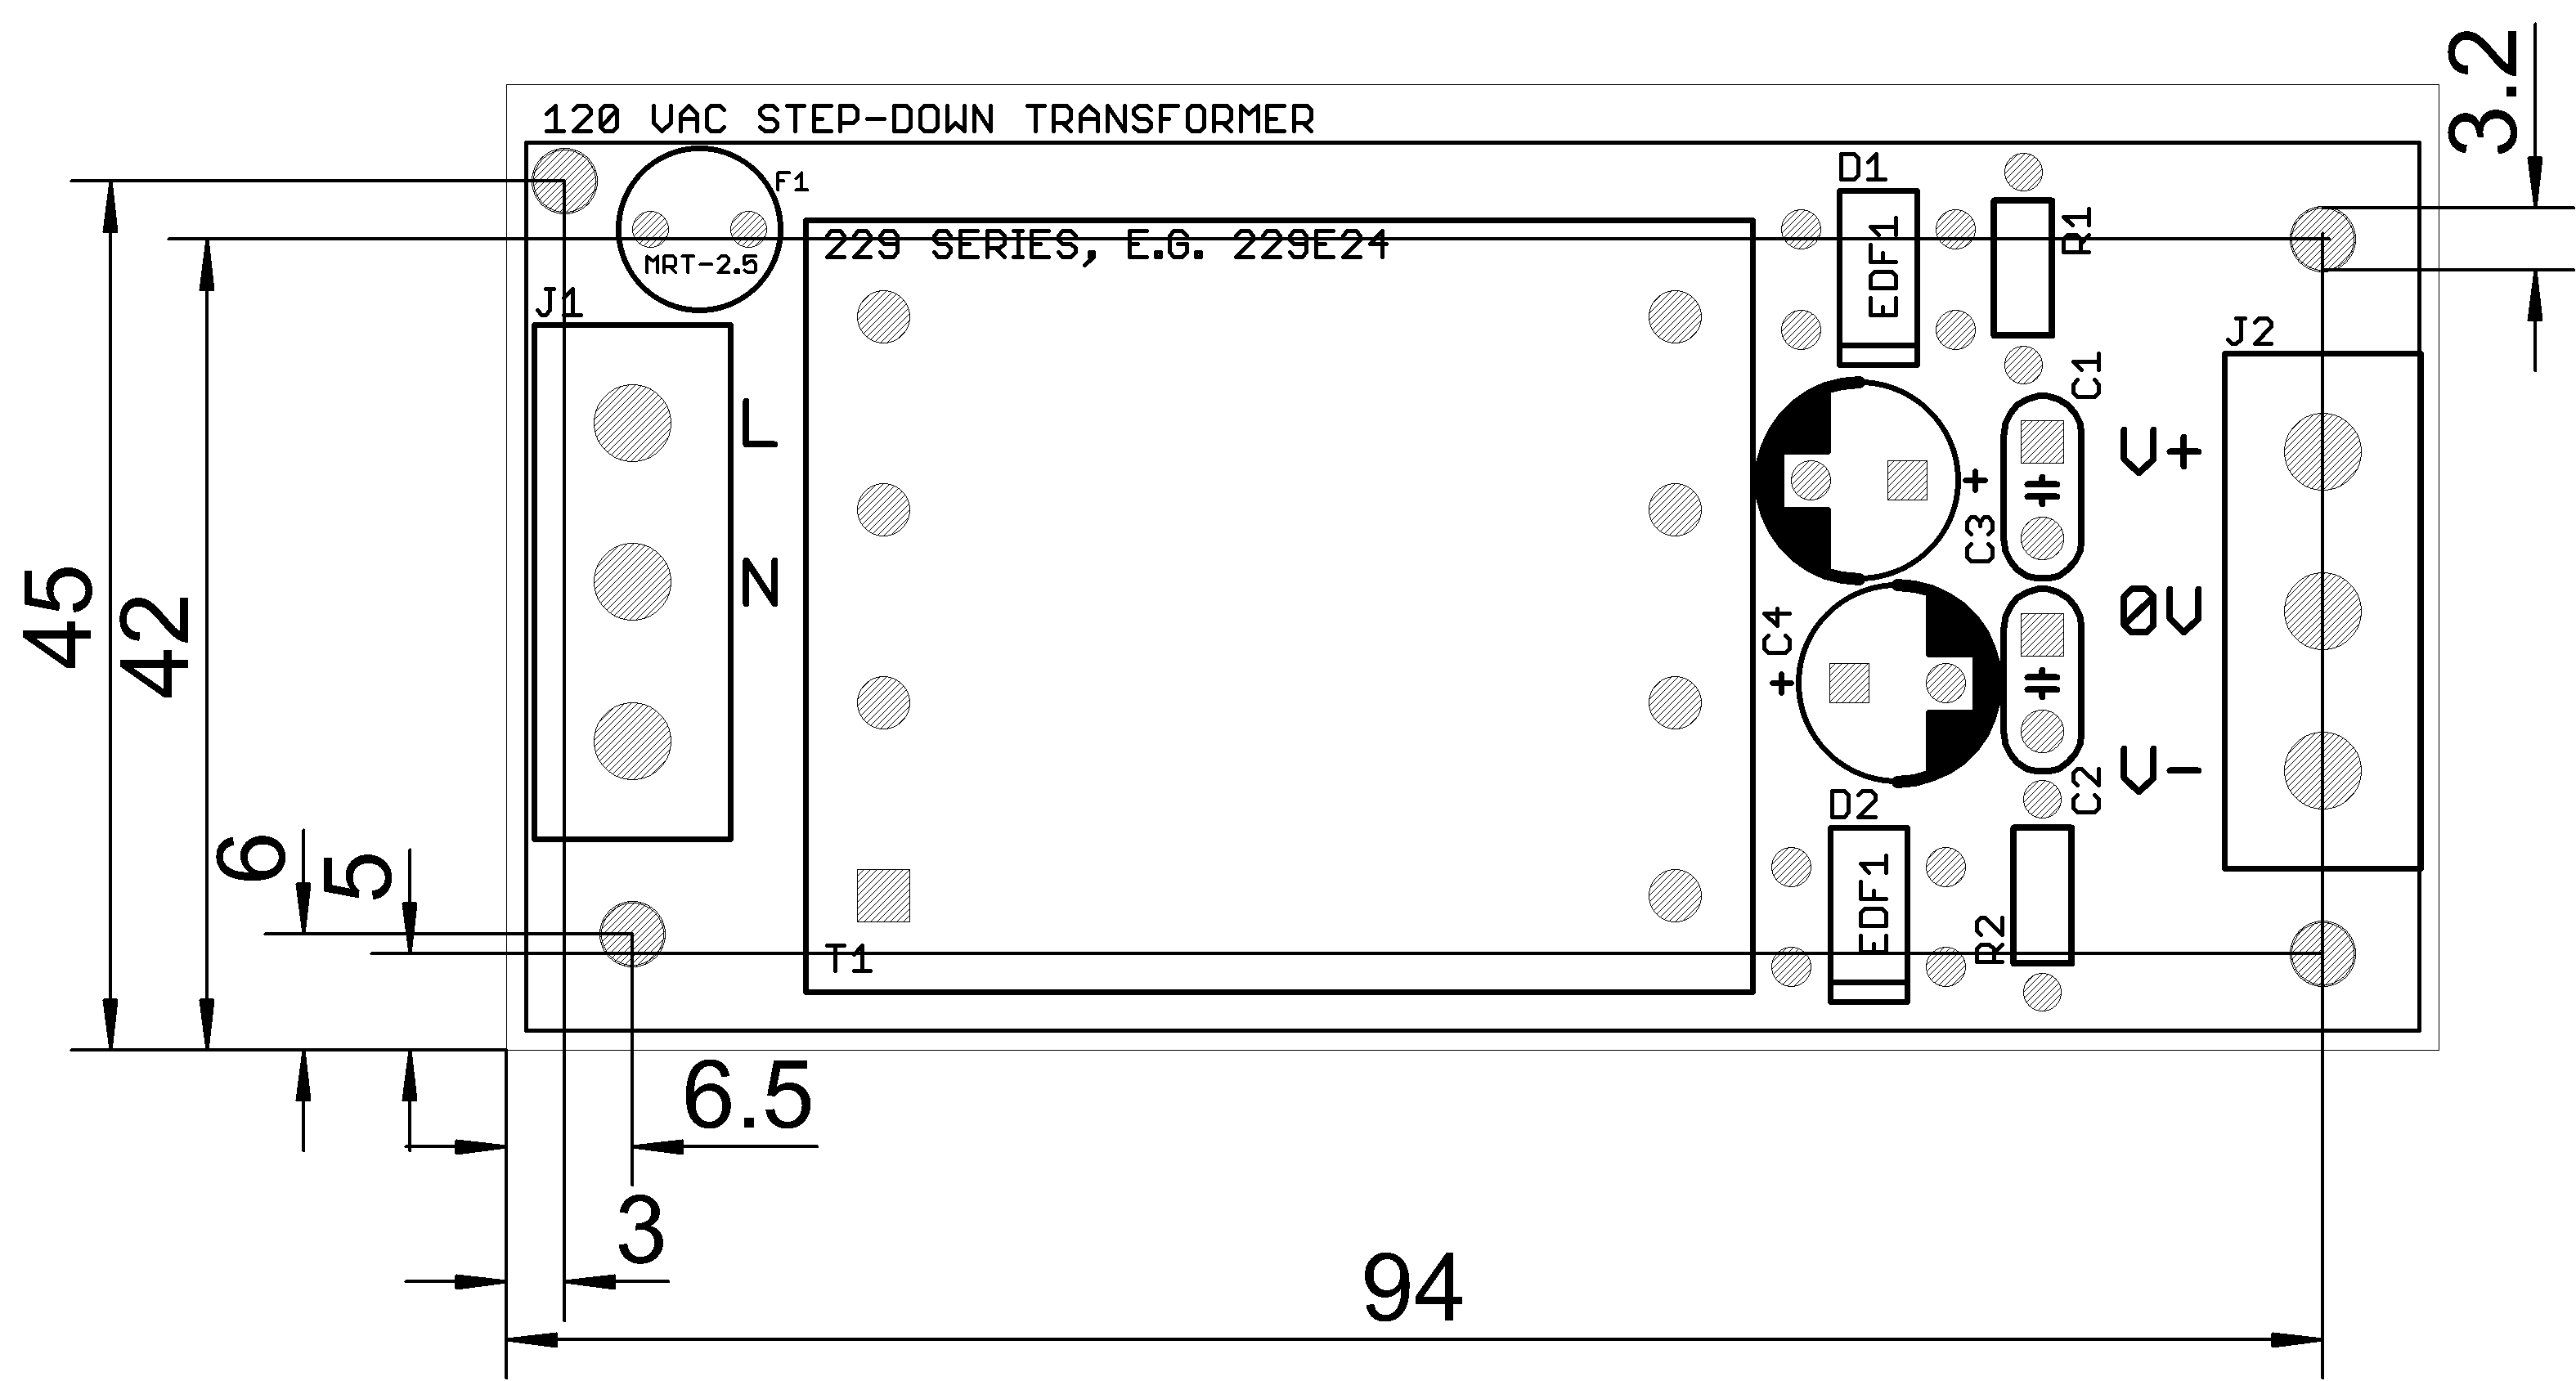 3.2
120 VAC STEP-DOWN TRANSFORMER
D1
F1
R1
229 SERIES, E.G. 229E24
EDF1
MRT-2.5
J1
J2
C1
L
V+
C3
45
42
N
0V
C4
V-
C2
D2
6
5
EDF1
R2
T1
6.5
3
94
+
+